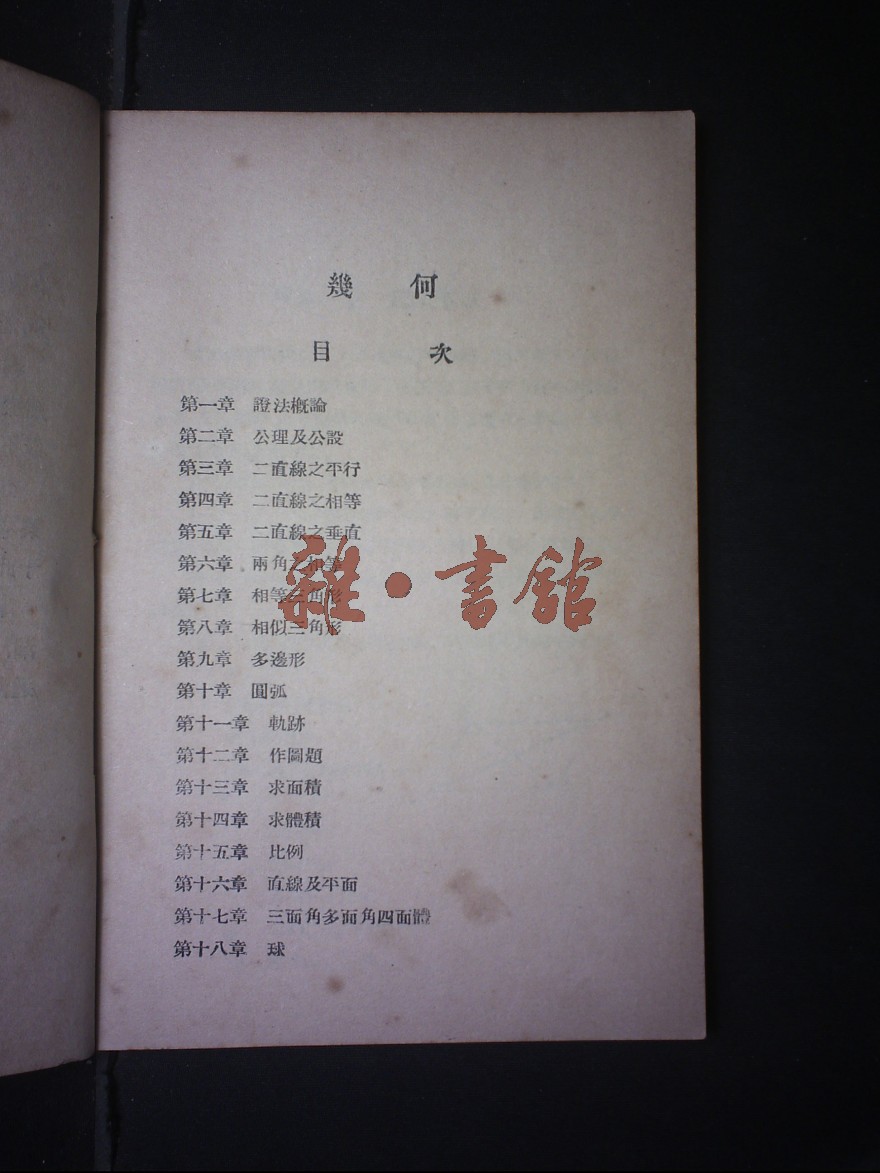 幾何
目次
第一章 證法概論
第二章 公理及公設
第三章 二直線之平行
第四章 二直線之相等
第五章 二直線之垂直
第六章 兩角之相等
第七章 相等三角形
第八章 相似三角形
第九章 多邊形
第十章 圓弧
第十一章 軌跡
第十二章 作圖題
第十三章 求面積
第十四章 求體積
第十五章 比例
第十六章 直線及平面
第十七章 三面角多面角四面體
第十八章 球
雜·書館